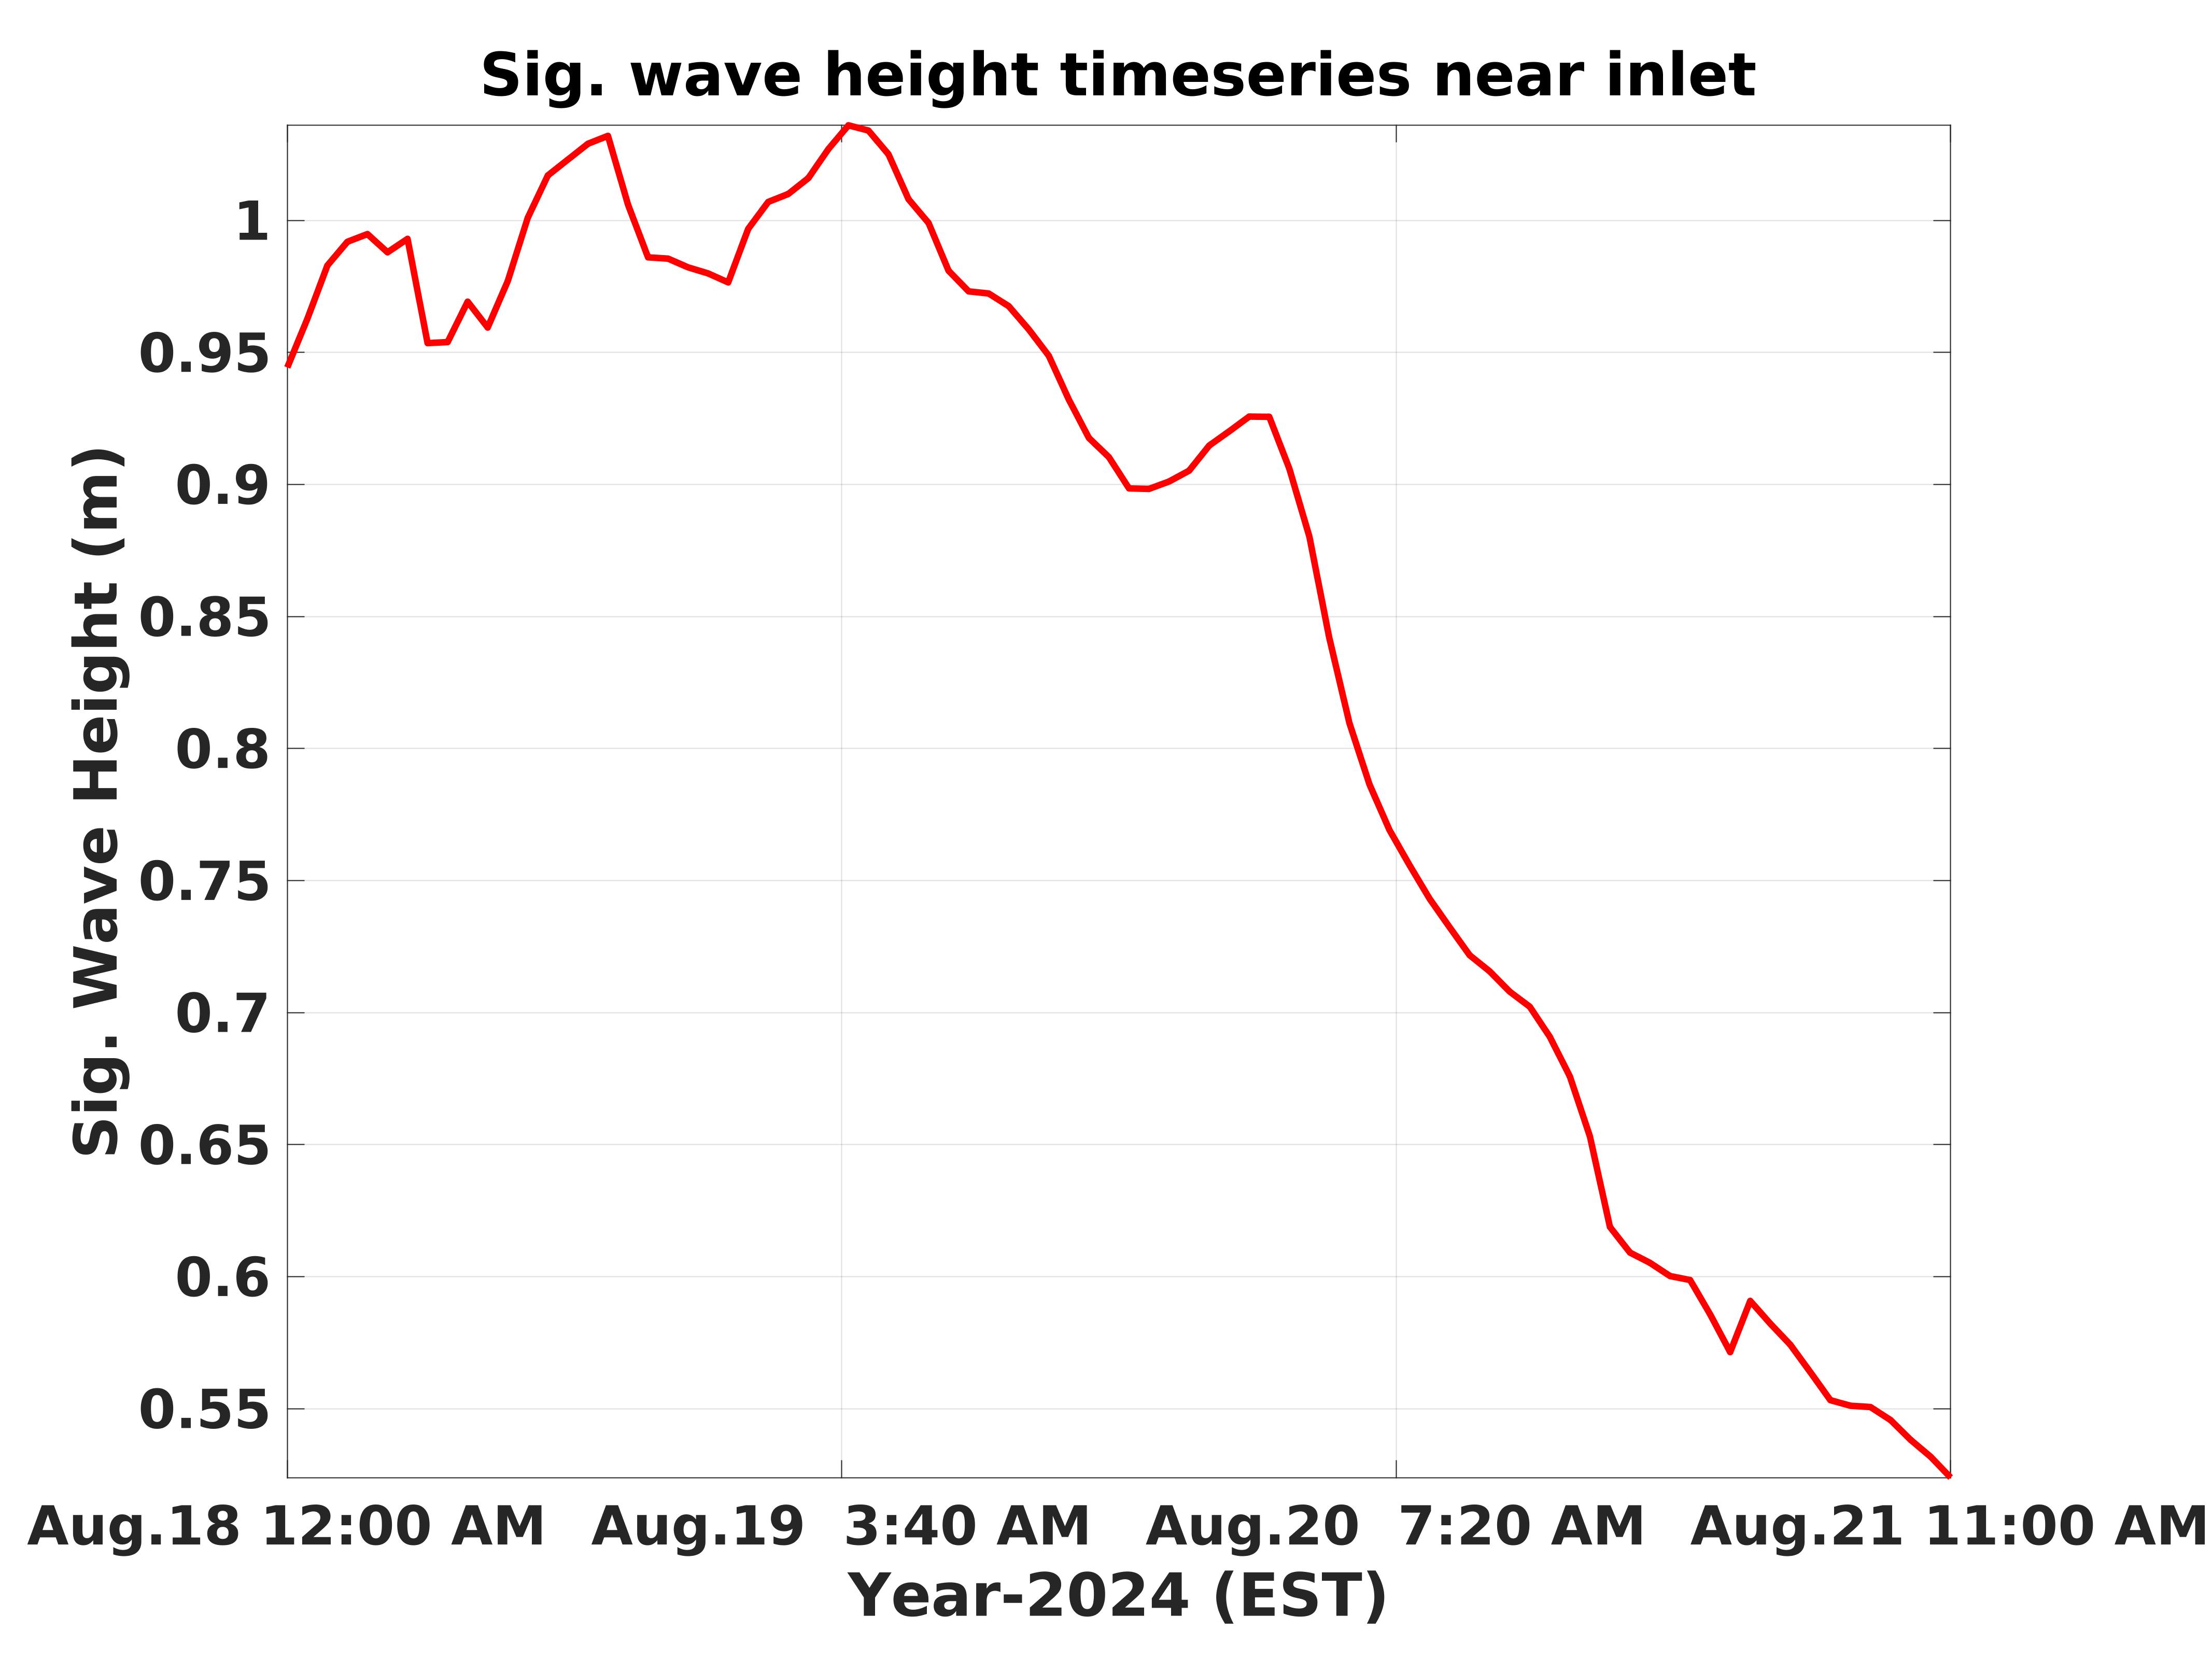 Sig. wave height timeseries near inlet
Sig. Wave Height (m)
1
0.95
0.9
0.85
0.8
0.75
0.7
0.65
0.6
0.55
Aug.18 12:00 AM Aug.19 3:40 AM Aug.20 7:20 AM Aug.21 11:00 AM
Year-2024 (EST)